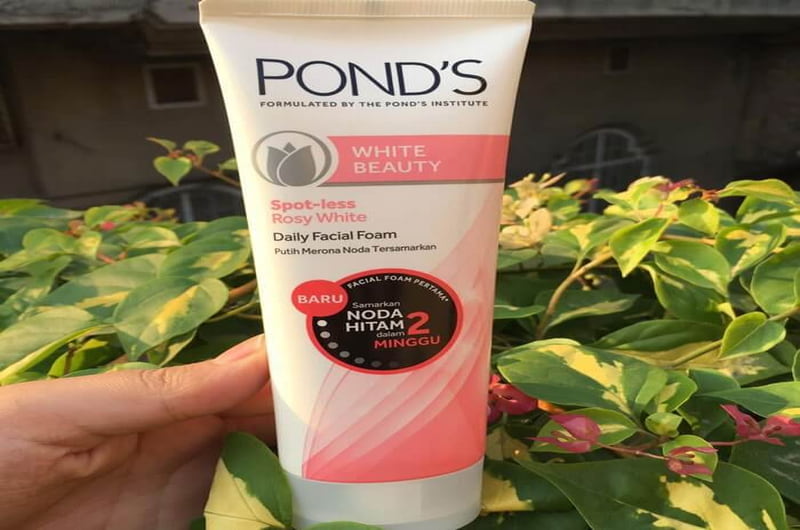 POND'S
FORMULATED BY THE POND'S INSTITUTE
WHITE
BEAUTY
Spot-less
Rosy White
Daily Facial Foam
Putih Merona Noda Tersamarkan
BARU
FACIAL FOAM PERTAMA*
Samarkan
NODA
HITAM
dalam
2
MINGGU